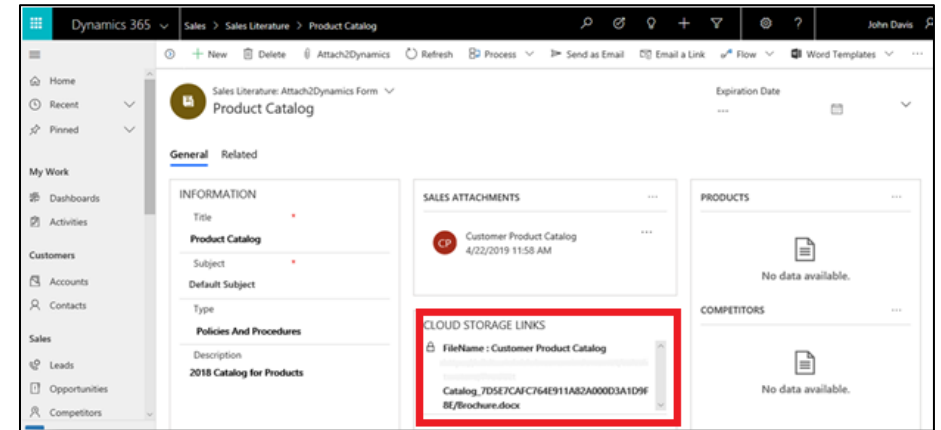 Dynamics 365
Sales > Sales Literature > Product Catalog
John Davis
New
Delete
Attach2Dynamics
Refresh
Process
Send as Email
Email a Link
Flow
Word Templates
Home
Recent
Pinned
My Work
Dashboards
Activities
Customers
Accounts
Contacts
Sales
Leads
Opportunities
Competitors
Sales Literature: Attach2Dynamics Form
Product Catalog
Expiration Date
---
General Related
INFORMATION
Title *
Product Catalog
Subject *
Default Subject
Type
Policies And Procedures
Description
2018 Catalog for Products
SALES ATTACHMENTS
CP
Customer Product Catalog
4/22/2019 11:58 AM
CLOUD STORAGE LINKS
FileName : Customer Product Catalog
Catalog_7D5E7CAFC764E911A82A000D3A1D9F
8E/Brochure.docx
PRODUCTS
No data available.
COMPETITORS
No data available.